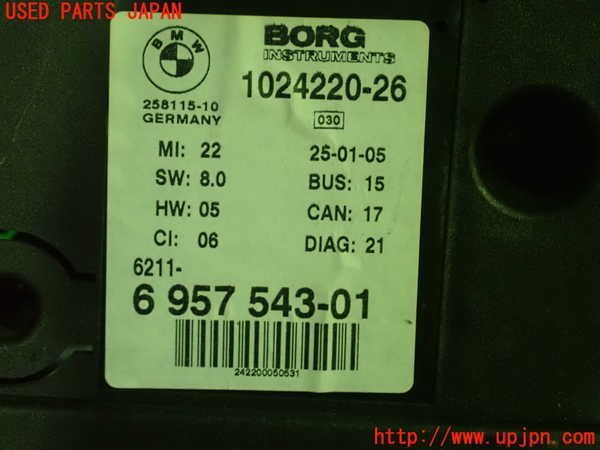 USED PARTS JAPAN
BMW
BORG
INSTRUMENTS
1024220-26
258115-10
GERMANY
030
MI: 22
25-01-05
SW: 8.0
BUS: 15
HW: 05
CAN: 17
CI: 06
DIAG: 21
6211-
6 957 543-01
242200050531
http://www.upjpn.com